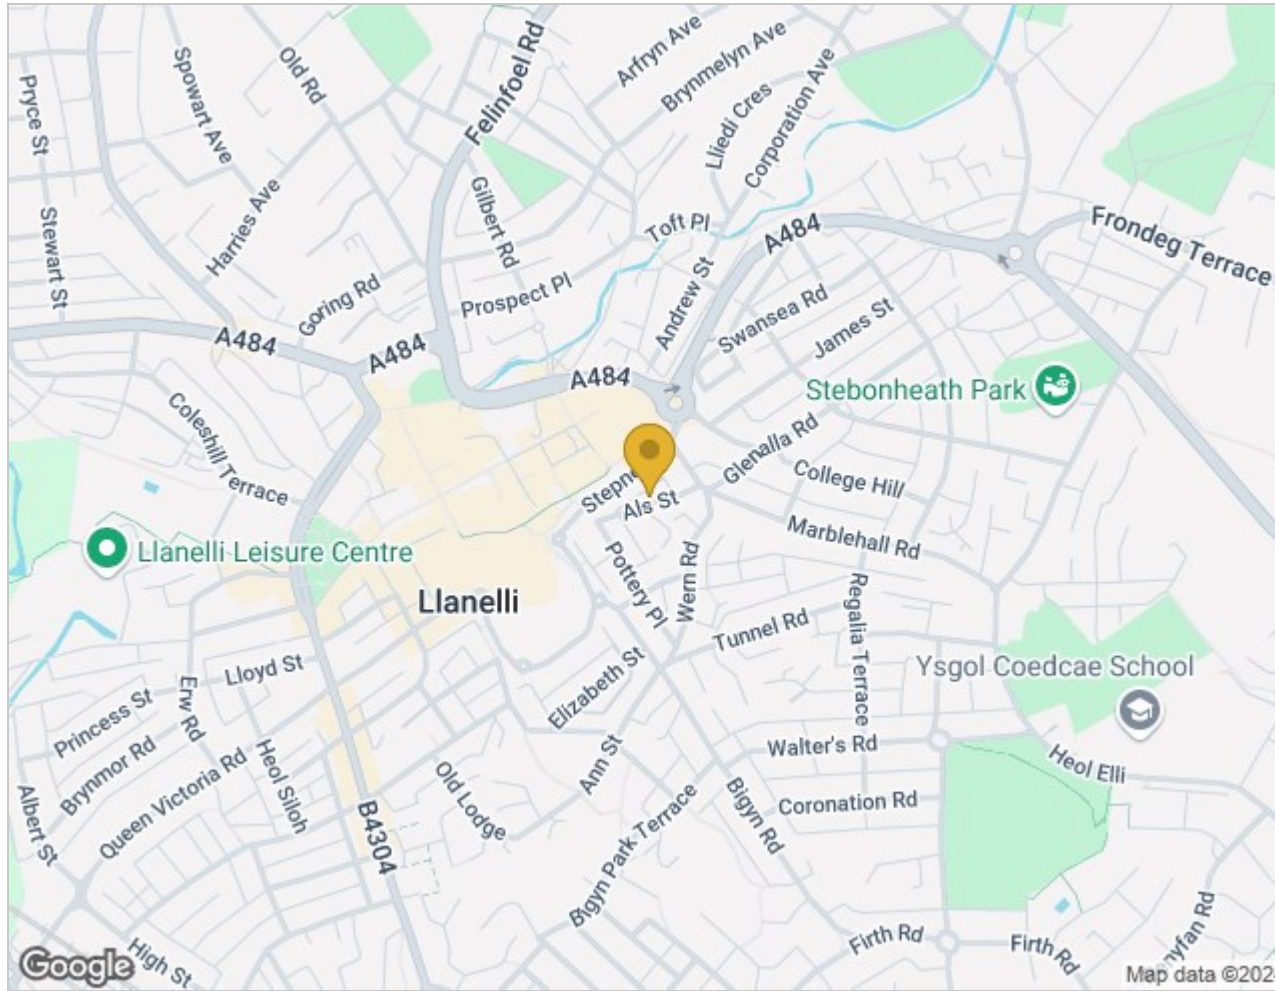 Pryce St
Spowart Ave
Old Rd
Felinfoel Rd
Arfryn Ave
Brynmelyn Ave
Lliedi Cres
Corporation Ave
Stewart St
Harries Ave
Gilbert Rd
Toft Pl
A484
Frondeg Terrace
Goring Rd
Prospect Pl
Andrew St
Swansea Rd
James St
A484
A484
A484
Stebonheath Park
Coleshill Terrace
Glenalla Rd
College Hill
Als St
Marblehall Rd
Llanelli Leisure Centre
Llanelli
Pottery Pl
Wern Rd
Regalia Terrace
Tunnel Rd
Ysgol Coedcae School
Lloyd St
Erw Rd
Princess St
Elizabeth St
Brynmor Rd
Queen Victoria Rd
Heol Siloh
Ann St
Walter's Rd
Heol Elli
Albert St
B4304
Old Lodge
Bigyn Park Terrace
Bigyn Rd
Coronation Rd
Firth Rd
Firth Rd
High St
Google
Map data ©2024